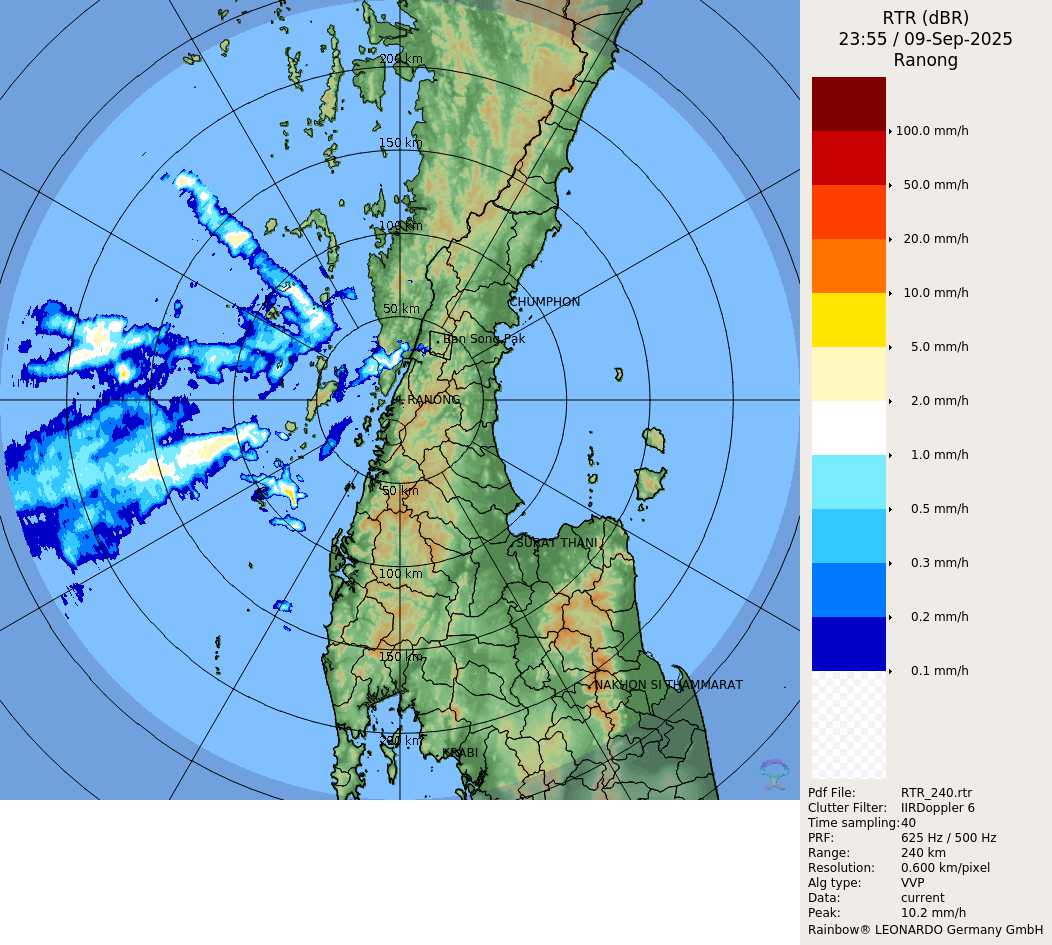 RTR (dBR)
23:55 / 09-Sep-2025
Ranong
200 km
150 km
100 km
50 km
CHUMPHON
Ban Song Pak
RANONG
50 km
SURAT THANI
100 km
150 km
NAKHON SI THAMMARAT
200 km
KRABI
100.0 mm/h
50.0 mm/h
20.0 mm/h
10.0 mm/h
5.0 mm/h
2.0 mm/h
1.0 mm/h
0.5 mm/h
0.3 mm/h
0.2 mm/h
0.1 mm/h
Pdf File: RTR_240.rtr
Clutter Filter: IIRDoppler 6
Time sampling:40
PRF: 625 Hz / 500 Hz
Range: 240 km
Resolution: 0.600 km/pixel
Alg type: VVP
Data: current
Peak: 10.2 mm/h
Rainbow® LEONARDO Germany GmbH